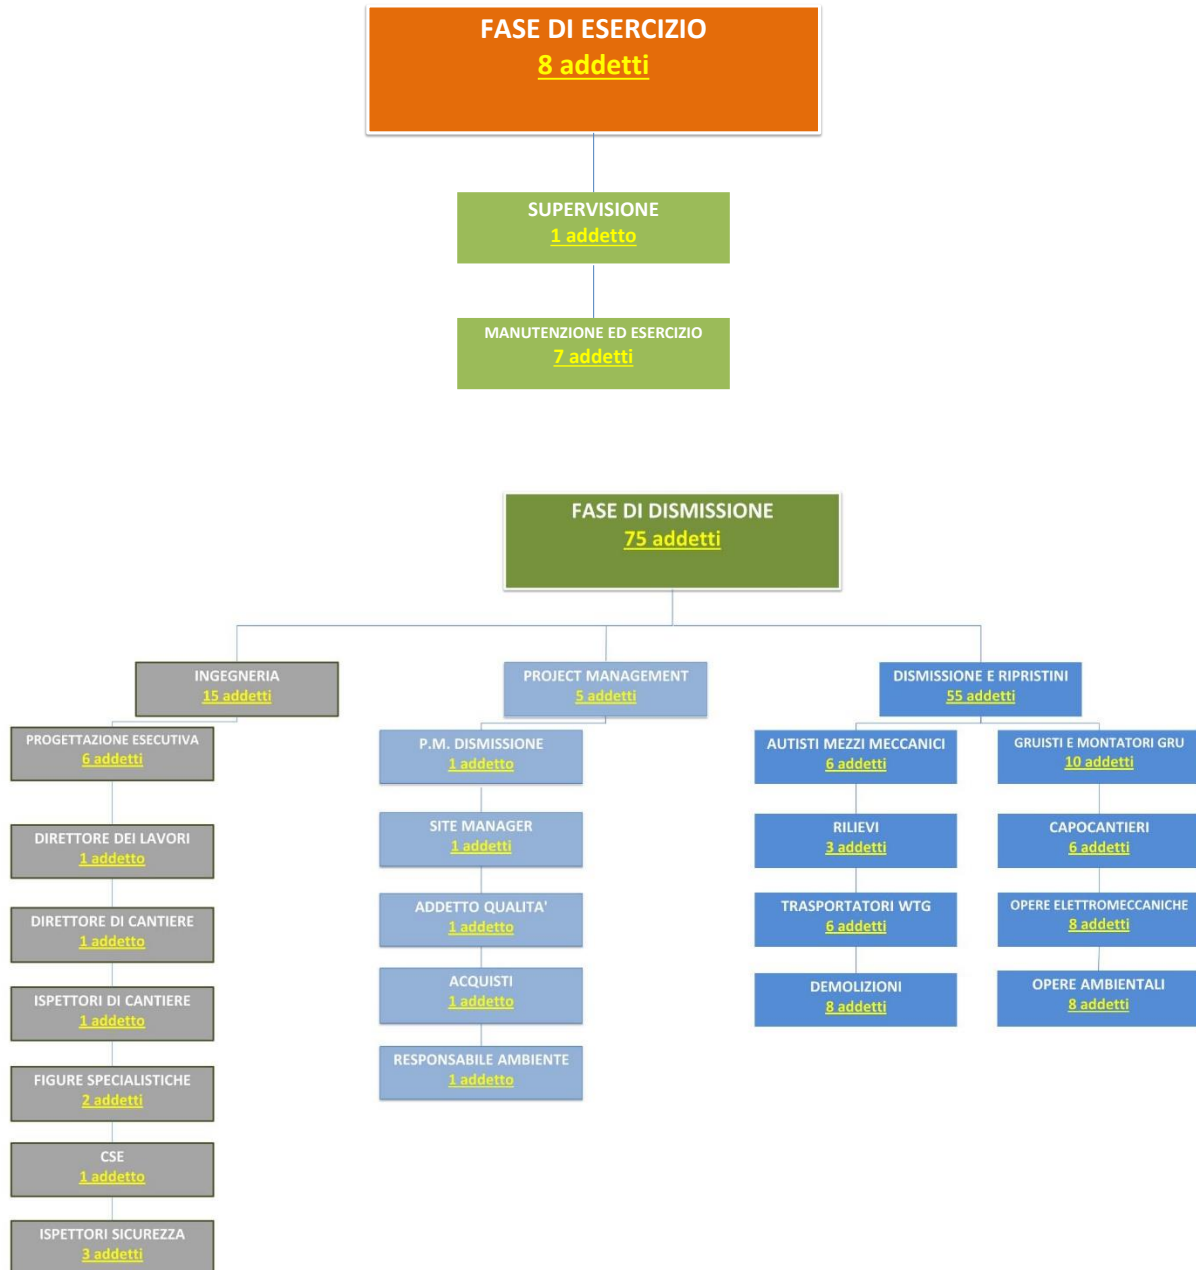 FASE DI ESERCIZIO
8 addetti
SUPERVISIONE
1 addetto
MANUTENZIONE ED ESERCIZIO
7 addetti
FASE DI DISMISSIONE
75 addetti
INGEGNERIA
15 addetti
PROGETTAZIONE ESECUTIVA
6 addetti
DIRETTORE DEI LAVORI
1 addetto
DIRETTORE DI CANTIERE
1 addetto
ISPETTORI DI CANTIERE
1 addetto
FIGURE SPECIALISTICHE
2 addetti
CSE
1 addetto
ISPETTORI SICUREZZA
3 addetti
PROJECT MANAGEMENT
5 addetti
P.M. DISMISSIONE
1 addetto
SITE MANAGER
1 addetti
ADDETTO QUALITA'
1 addetto
ACQUISTI
1 addetto
RESPONSABILE AMBIENTE
1 addetto
DISMISSIONE E RIPRISTINI
55 addetti
AUTISTI MEZZI MECCANICI
6 addetti
RILIEVI
3 addetti
TRASPORTATORI WTG
6 addetti
DEMOLIZIONI
8 addetti
GRUISTI E MONTATORI GRU
10 addetti
CAPOCANTIERI
6 addetti
OPERE ELETTROMECCANICHE
8 addetti
OPERE AMBIENTALI
8 addetti